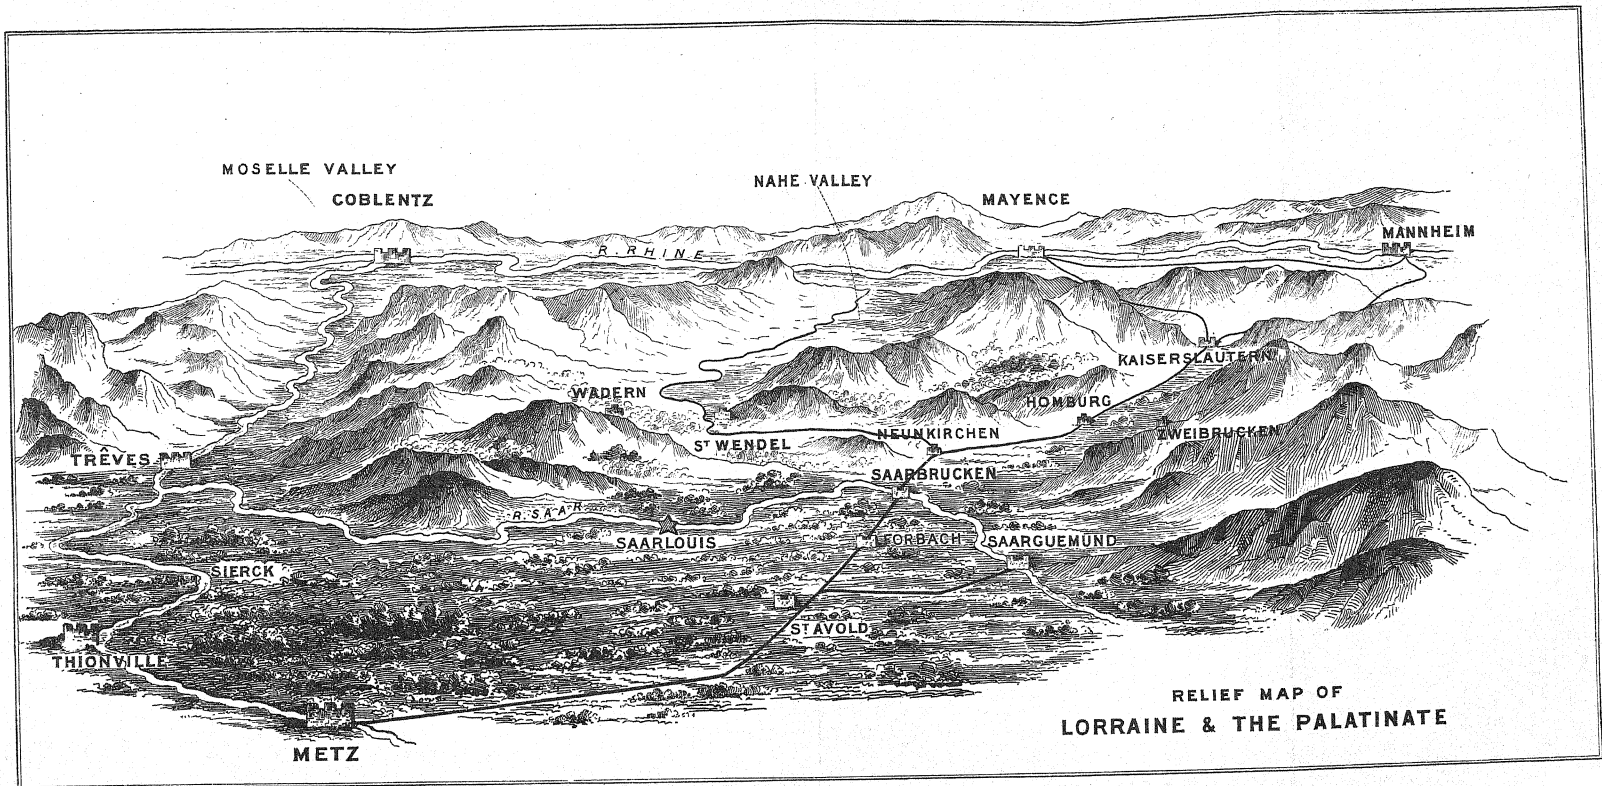 MOSELLE VALLEY
COBLENTZ
NAHE VALLEY
MAYENCE
MANNHEIM
R. RHINE
KAISERSLAUTERN
WADERN
HOMBURG
ST WENDEL
NEUNKIRCHEN
ZWEIBRUCKEN
TRÊVES
SAARBRUCKEN
R. SAAR
SAARLOUIS
FORBACH
SAARGUEMUND
SIERCK
ST AVOLD
THIONVILLE
METZ
RELIEF MAP OF
LORRAINE & THE PALATINATE